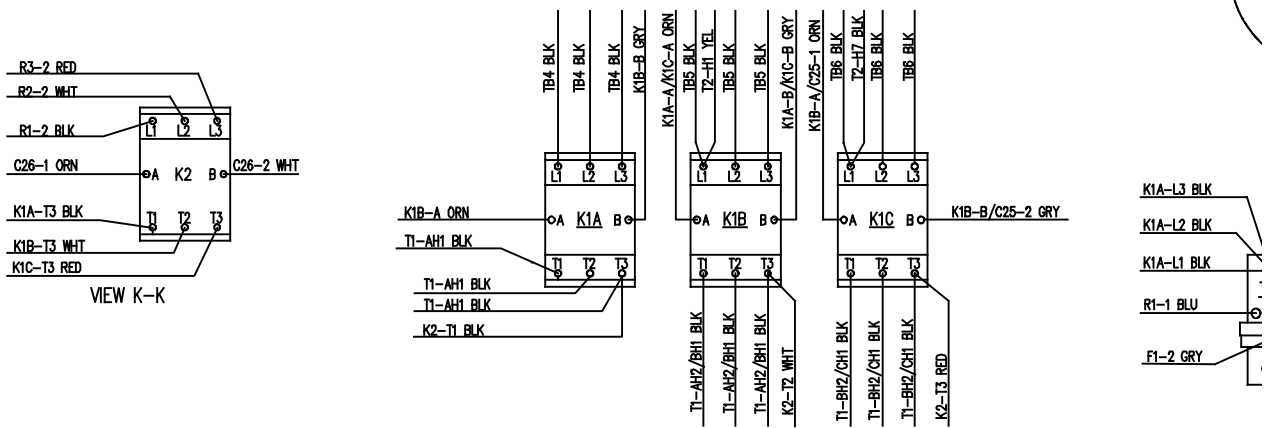 R3-2 RED
R2-2 WHT
R1-2 BLK
L1 L2 L3
C26-1 ORN
A K2 B
C26-2 WHT
K1A-T3 BLK
T1 T2 T3
K1B-T3 WHT
K1C-T3 RED
VIEW K-K
TB4 BLK
TB4 BLK
TB4 BLK
K1B-B GRY
K1A-A/K1C-A ORN
TB5 BLK
T2-H1 YEL
TB5 BLK
TB5 BLK
K1A-B/K1C-B GRY
K1B-A/C25-1 ORN
TB6 BLK
T2-H7 BLK
TB6 BLK
TB6 BLK
L1 L2 L3
L1 L2 L3
L1 L2 L3
K1B-A ORN
A K1A B
A K1B B
A K1C B
K1B-B/C25-2 GRY
T1-AH1 BLK
T1 T2 T3
T1 T2 T3
T1 T2 T3
T1-AH1 BLK
T1-AH1 BLK
K2-T1 BLK
T1-AH2/BH1 BLK
T1-AH2/BH1 BLK
T1-AH2/BH1 BLK
K2-T2 WHT
T1-BH2/CH1 BLK
T1-BH2/CH1 BLK
T1-BH2/CH1 BLK
K2-T3 RED
K1A-L3 BLK
K1A-L2 BLK
K1A-L1 BLK
R1-1 BLU
F1-2 GRY